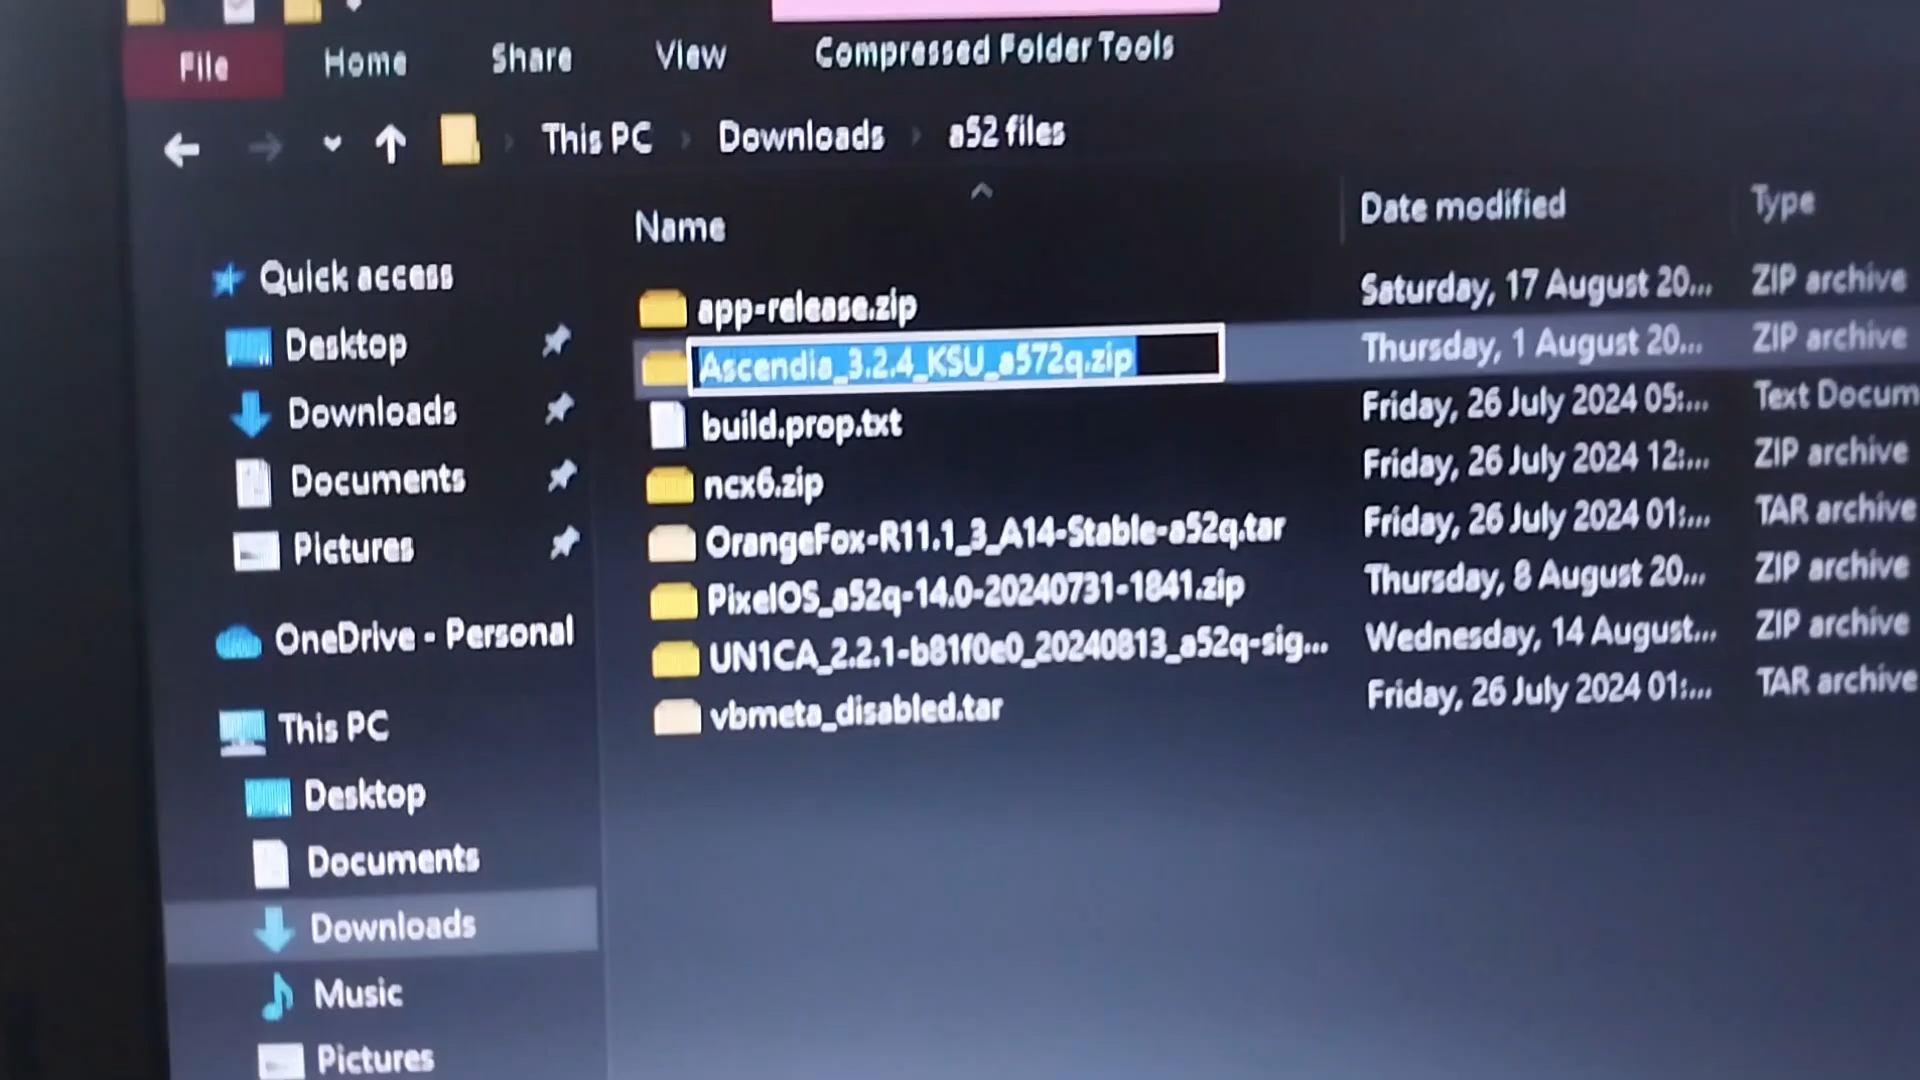 File Home Share View Compressed Folder Tools
This PC Downloads a52 files
Name Date modified Type
Quick access
Desktop
Downloads
Documents
Pictures
OneDrive - Personal
This PC
Desktop
Documents
Downloads
Music
Pictures
app-release.zip Saturday, 17 August 20... ZIP archive
Ascendia_3.2.4_KSU_a572q.zip Thursday, 1 August 20... ZIP archive
build.prop.txt Friday, 26 July 2024 05:... Text Docum
ncx6.zip Friday, 26 July 2024 12:... ZIP archive
OrangeFox-R11.1_3_A14-Stable-a52q.tar Friday, 26 July 2024 01:... TAR archive
PixelOS_a52q-14.0-20240731-1841.zip Thursday, 8 August 20... ZIP archive
UN1CA_2.2.1-b81f0e0_20240813_a52q-sig... Wednesday, 14 August... ZIP archive
vbmeta_disabled.tar Friday, 26 July 2024 01:... TAR archive